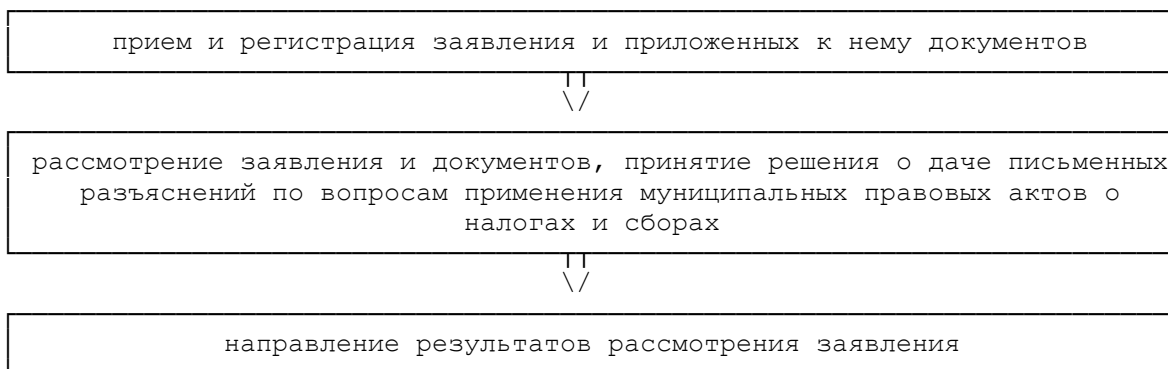 прием и регистрация заявления и приложенных к нему документов
рассмотрение заявления и документов, принятие решения о даче письменных
разъяснений по вопросам применения муниципальных правовых актов о
налогах и сборах
направление результатов рассмотрения заявления